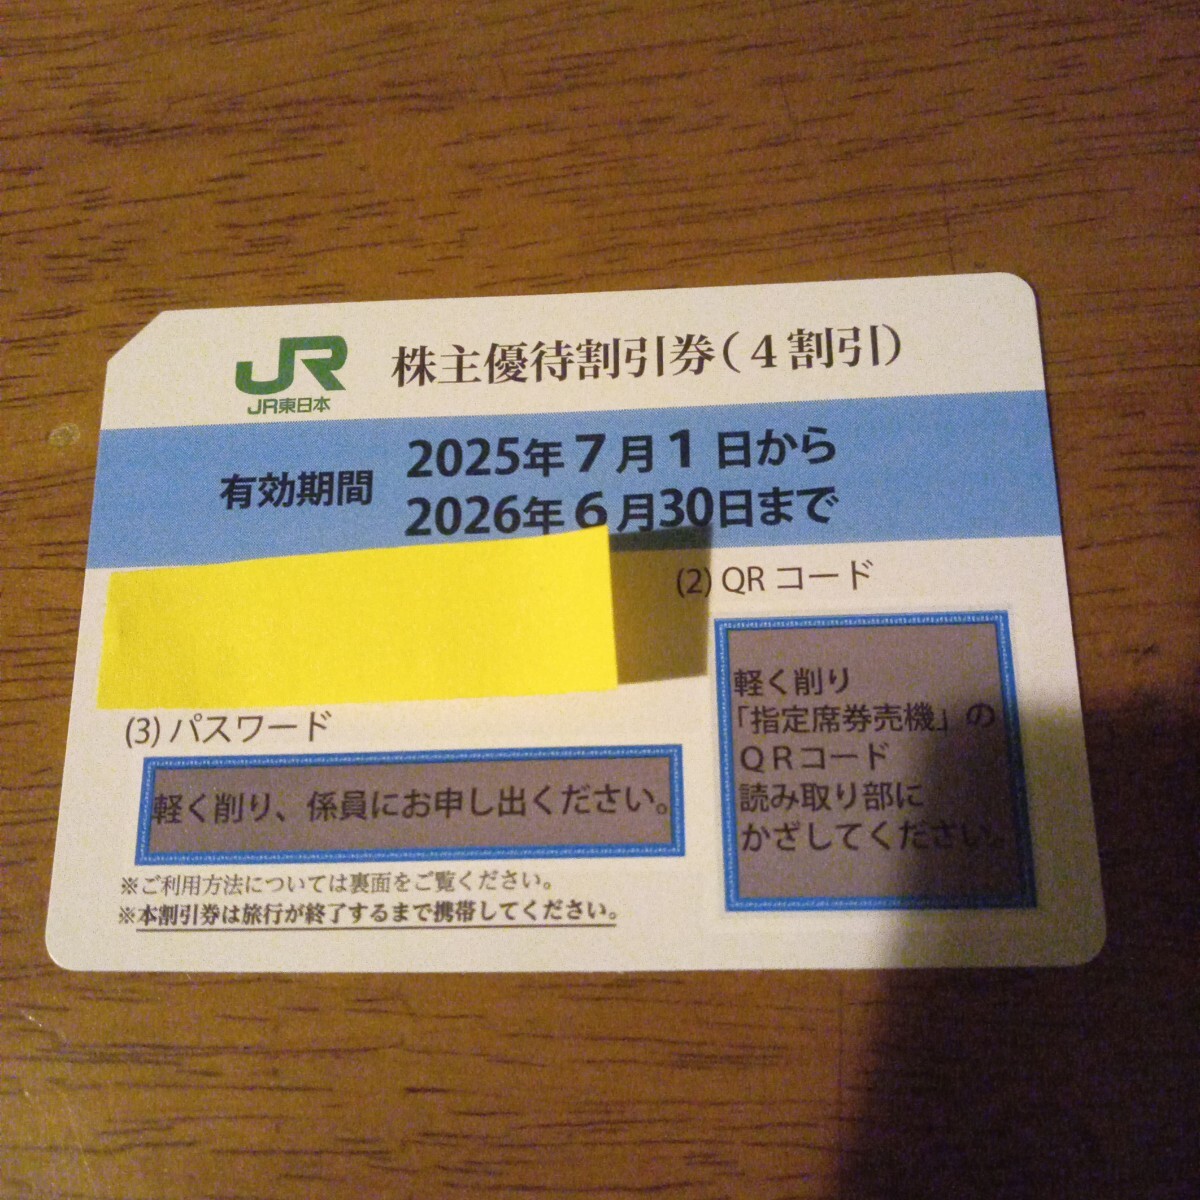 JR
JR東日本
株主優待割引券(4割引)
有効期間
2025年7月1日から
2026年6月30日まで
(2) QRコード
軽く削り
「指定席券売機」の
QRコード
読み取り部に
かざしてください。
(3) パスワード
軽く削り、係員にお申し出ください。
※ご利用方法については裏面をご覧ください。
※本割引券は旅行が終了するまで携帯してください。